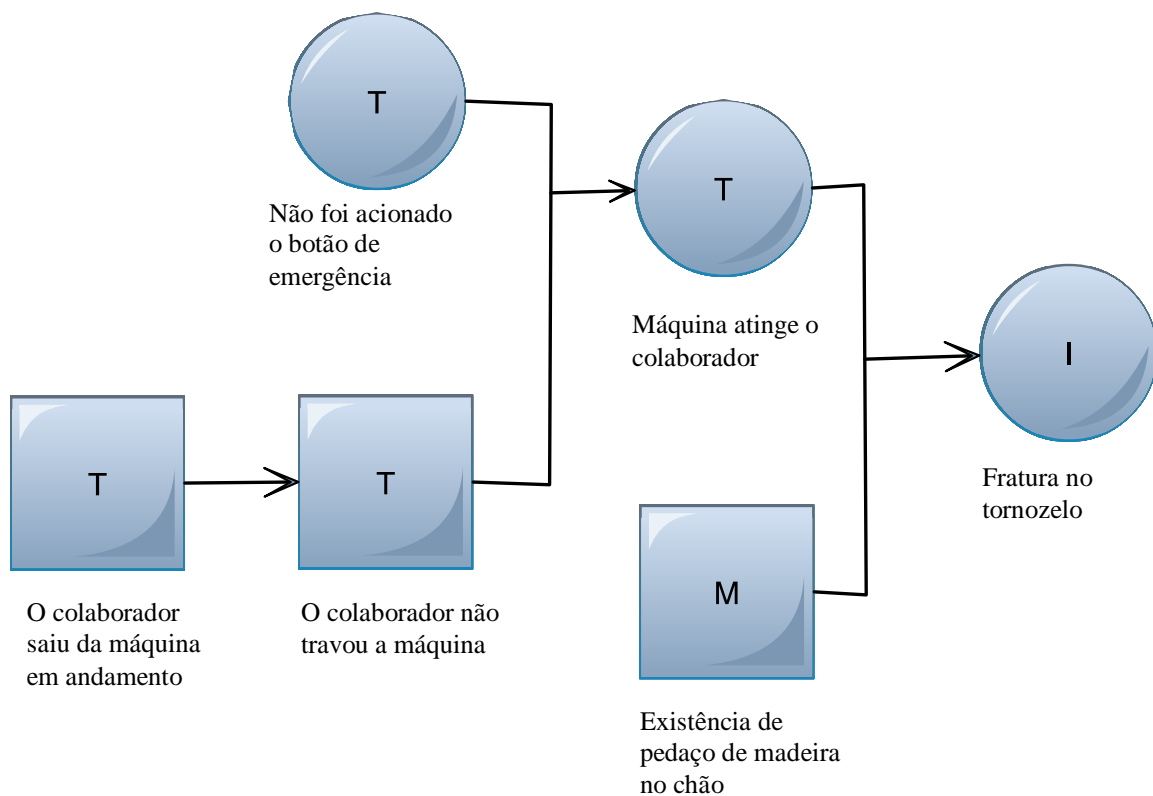 T
Não foi acionado
o botão de
emergência
T
Máquina atinge o
colaborador
I
Fratura no
tornozelo
T
O colaborador
saiu da máquina
em andamento
T
O colaborador não
travou a máquina
M
Existência de
pedaço de madeira
no chão